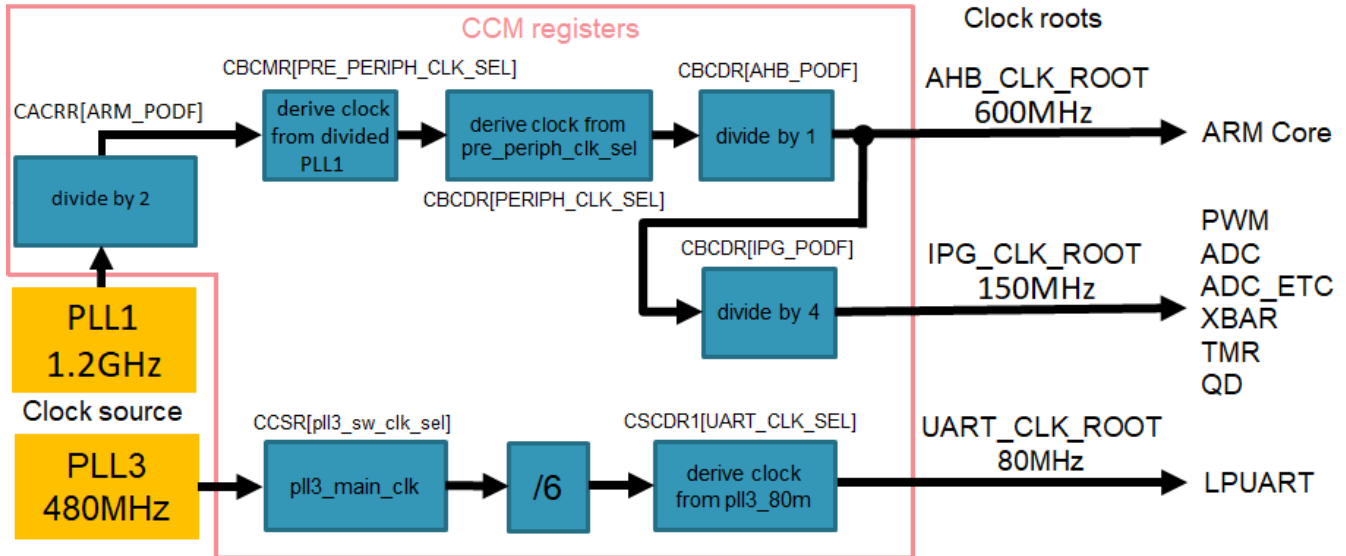 CCM registers
Clock roots
CBCMR[PRE_PERIPH_CLK_SEL]
CBCDR[AHB_PODF]
AHB_CLK_ROOT
600MHz
CACRR[ARM_PODF]
derive clock
from divided
PLL1
derive clock from
pre_periph_clk_sel
divide by 1
ARM Core
divide by 2
CBCDR[PERIPH_CLK_SEL]
CBCDR[IPG_PODF]
IPG_CLK_ROOT
150MHz
divide by 4
PWM
ADC
ADC_ETC
XBAR
TMR
QD
PLL1
1.2GHz
Clock source
CCSR[pll3_sw_clk_sel]
CSCDR1[UART_CLK_SEL]
UART_CLK_ROOT
80MHz
PLL3
480MHz
pll3_main_clk
/6
derive clock
from pll3_80m
LPUART